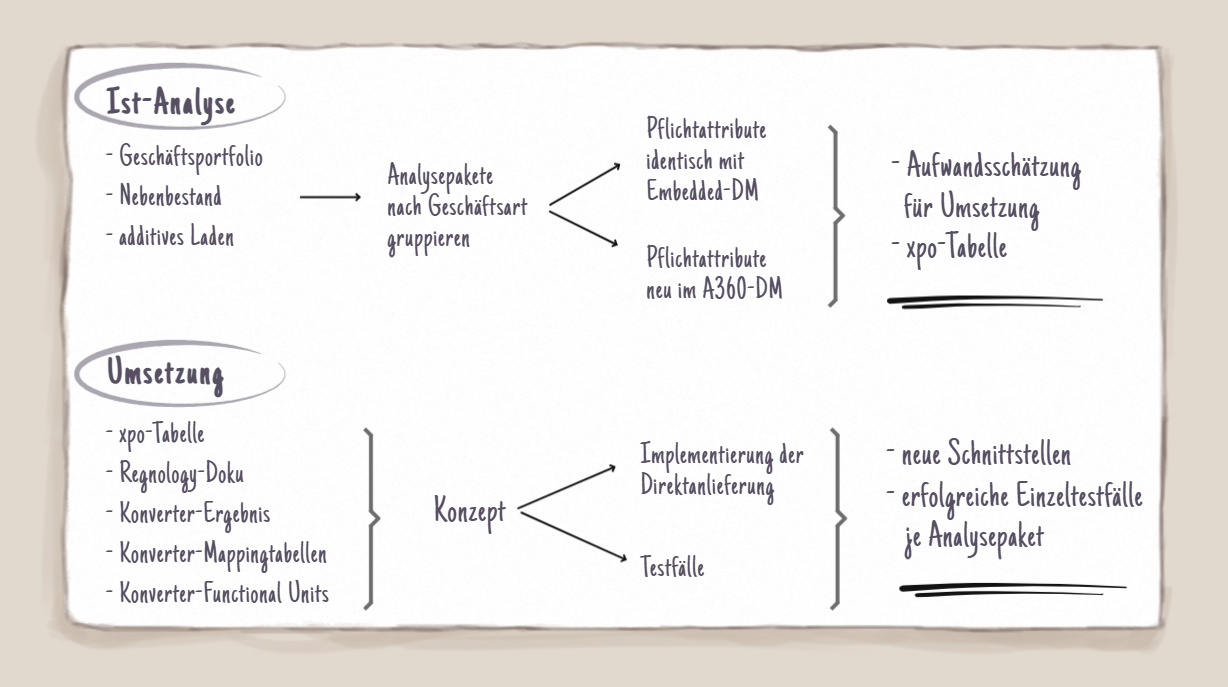 Ist-Analyse
- Geschäftsportfolio
- Nebenbestand
- additives Laden
Analysepakete
nach Geschäftsart
gruppieren
Pflichtattribute
identisch mit
Embedded-DM
Pflichtattribute
neu im A360-DM
- Aufwandsschätzung
für Umsetzung
- xpo-Tabelle
Umsetzung
- xpo-Tabelle
- Regnology-Doku
- Konverter-Ergebnis
- Konverter-Mappingtabellen
- Konverter-Functional Units
Konzept
Implementierung der
Direktanlieferung
Testfälle
- neue Schnittstellen
- erfolgreiche Einzeltestfälle
je Analysepaket